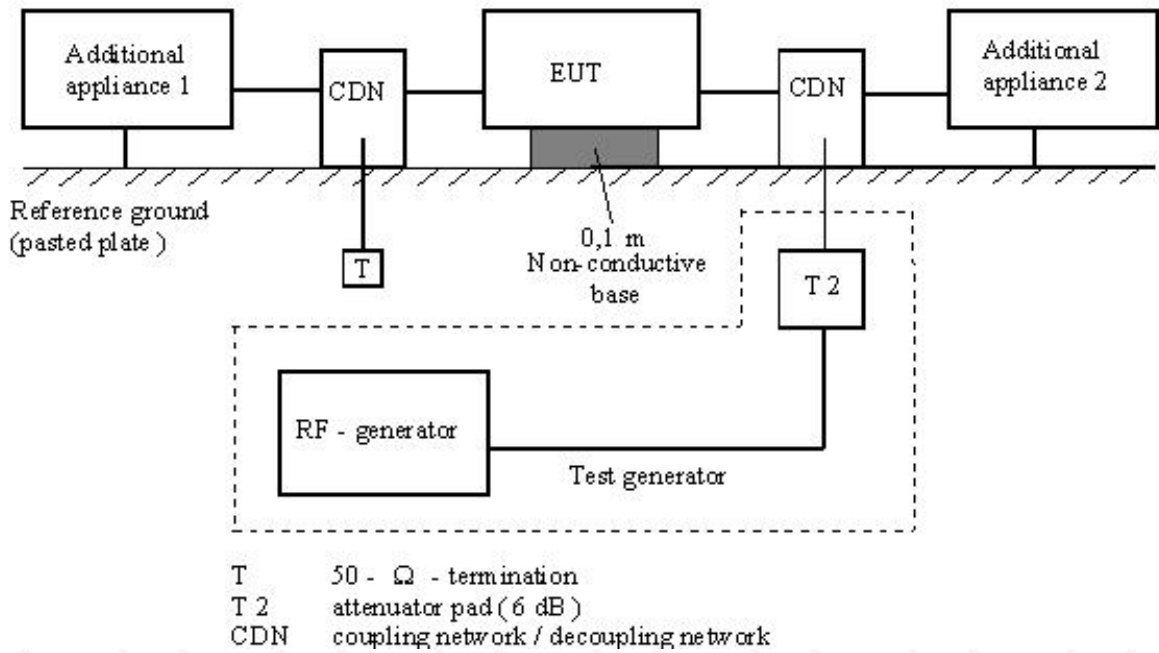 Additional
appliance 1
CDN
EUT
CDN
Additional
appliance 2
Reference ground
(pasted plate )
T
0,1 m
Non-conductive
base
T 2
RF - generator
Test generator
T 50 - Ω - termination
T 2 attenuator pad ( 6 dB )
CDN coupling network / decoupling network